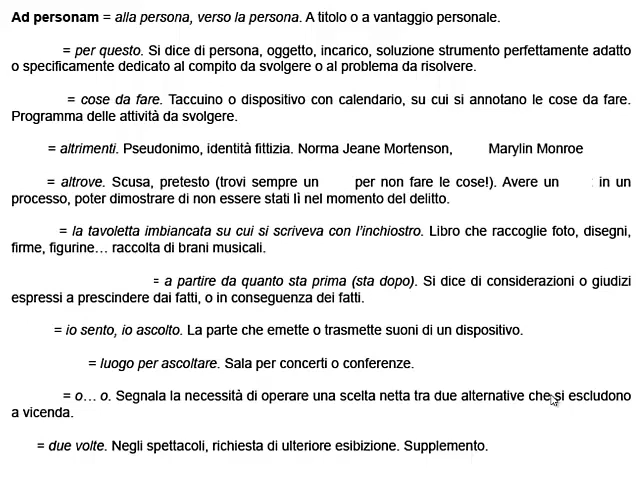 Ad personam = alla persona, verso la persona. A titolo o a vantaggio personale.
= per questo. Si dice di persona, oggetto, incarico, soluzione strumento perfettamente adatto
o specificamente dedicato al compito da svolgere o al problema da risolvere.
= cose da fare. Taccuino o dispositivo con calendario, su cui si annotano le cose da fare.
Programma delle attività da svolgere.
= altrimenti. Pseudonimo, identità fittizia. Norma Jeane Mortenson, Marylin Monroe
= altrove. Scusa, pretesto (trovi sempre un per non fare le cose!). Avere un : in un
processo, poter dimostrare di non essere stati lì nel momento del delitto.
= la tavoletta imbiancata su cui si scriveva con l'inchiostro. Libro che raccoglie foto, disegni,
firme, figurine… raccolta di brani musicali.
= a partire da quanto sta prima (sta dopo). Si dice di considerazioni o giudizi
espressi a prescindere dai fatti, o in conseguenza dei fatti.
= io sento, io ascolto. La parte che emette o trasmette suoni di un dispositivo.
= luogo per ascoltare. Sala per concerti o conferenze.
= o… o. Segnala la necessità di operare una scelta netta tra due alternative che si escludono
a vicenda.
= due volte. Negli spettacoli, richiesta di ulteriore esibizione. Supplemento.